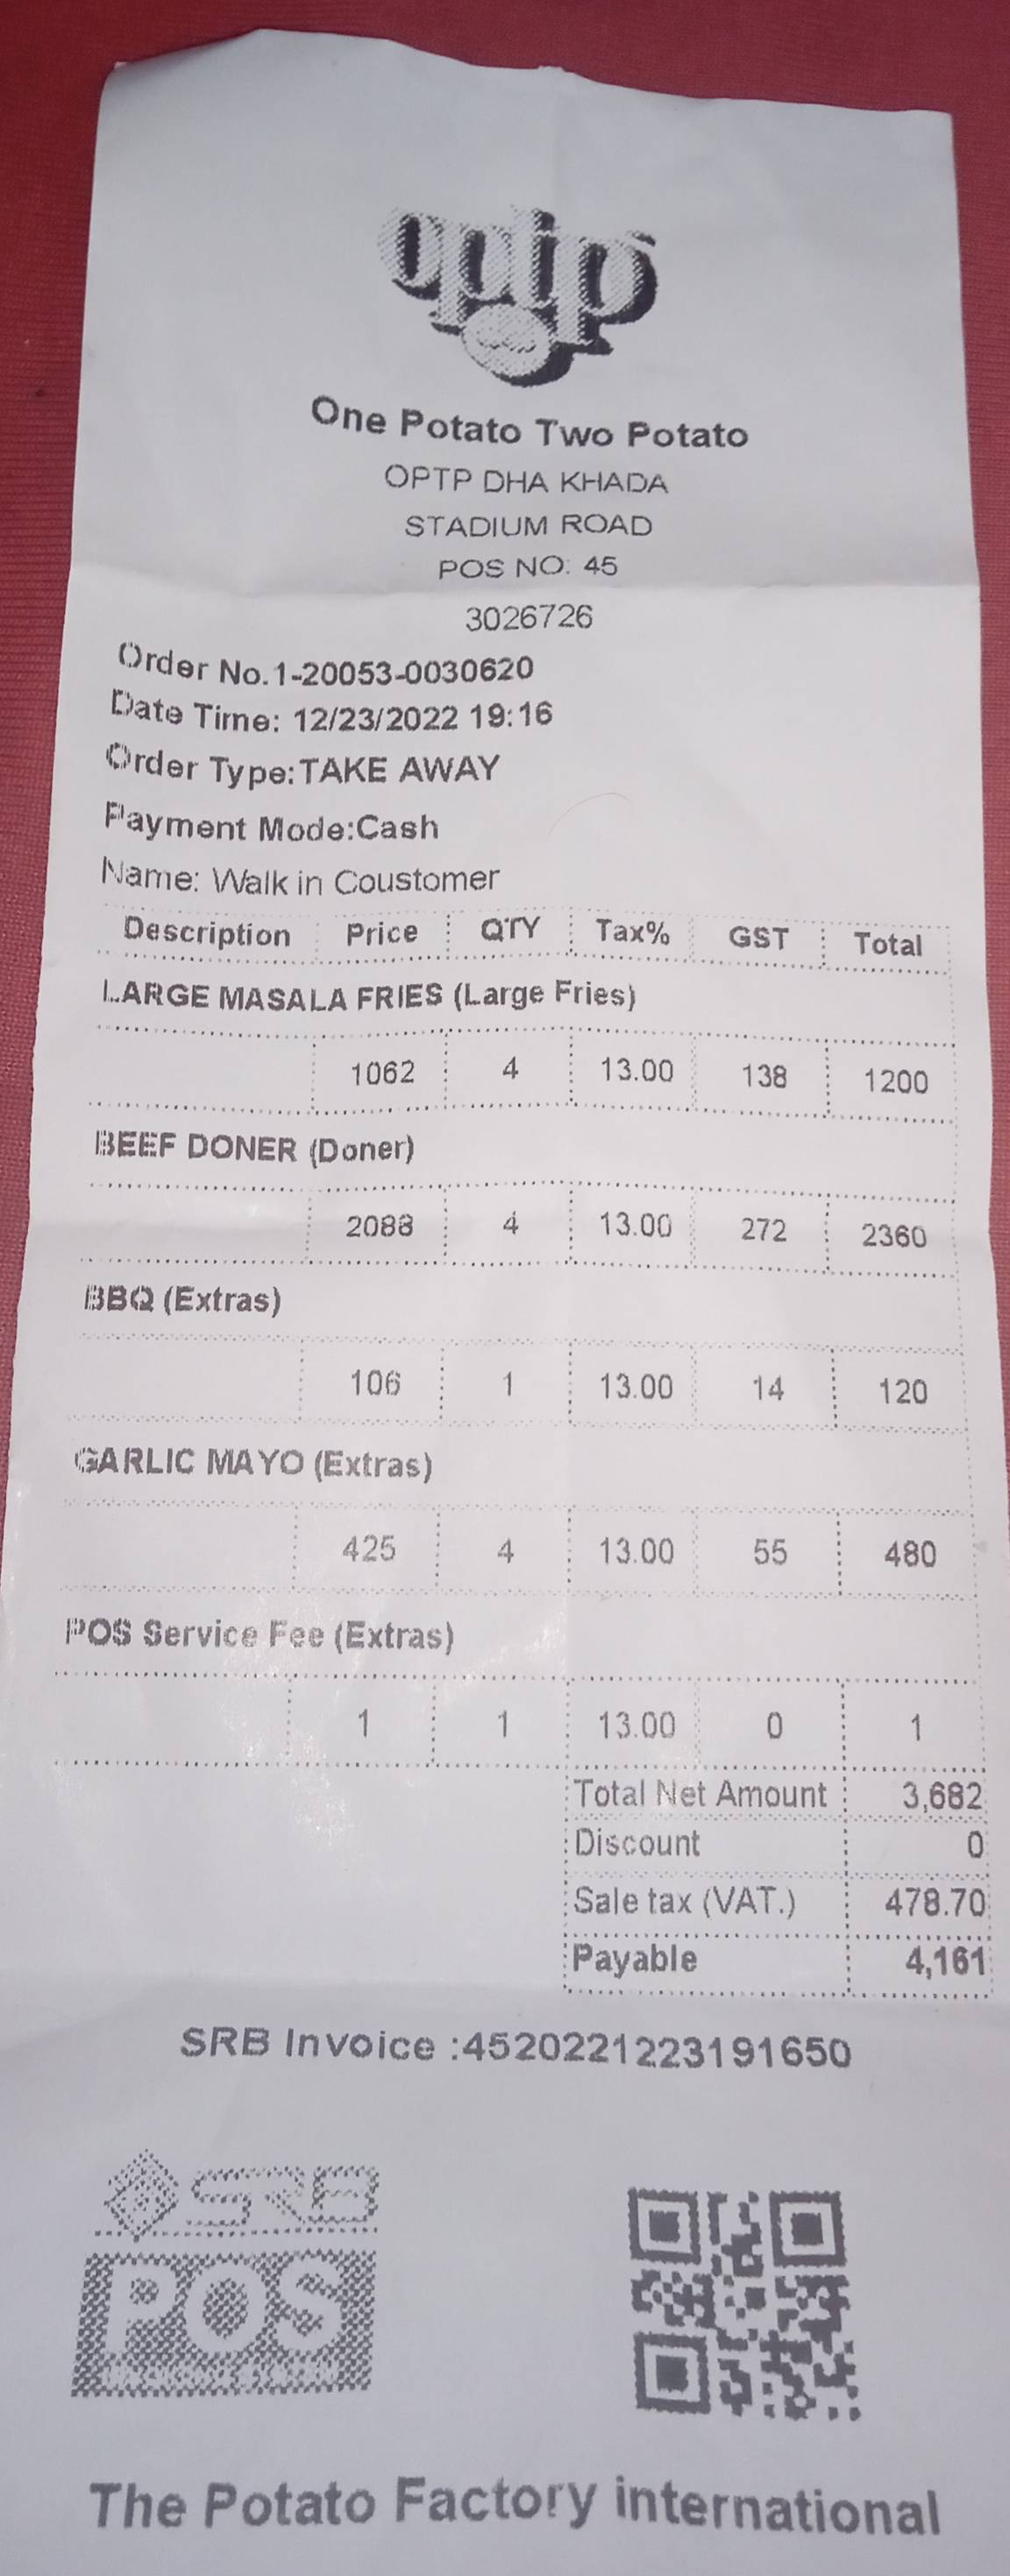 optp
One Potato Two Potato
OPTP DHA KHADA
STADIUM ROAD
POS NO: 45
3026726
Order No.1-20053-0030620
Date Time: 12/23/2022 19:16
Order Type:TAKE AWAY
Payment Mode:Cash
Name: Walk in Coustomer
Description Price QTY Tax% GST Total
LARGE MASALA FRIES (Large Fries)
1062 4 13.00 138 1200
BEEF DONER (Doner)
2088 4 13.00 272 2360
BBQ (Extras)
106 1 13.00 14 120
GARLIC MAYO (Extras)
425 4 13.00 55 480
POS Service Fee (Extras)
1 1 13.00 0 1
Total Net Amount 3,682
Discount 0
Sale tax (VAT.) 478.70
Payable 4,161
SRB Invoice :4520221223191650
SRB
POS
The Potato Factory international